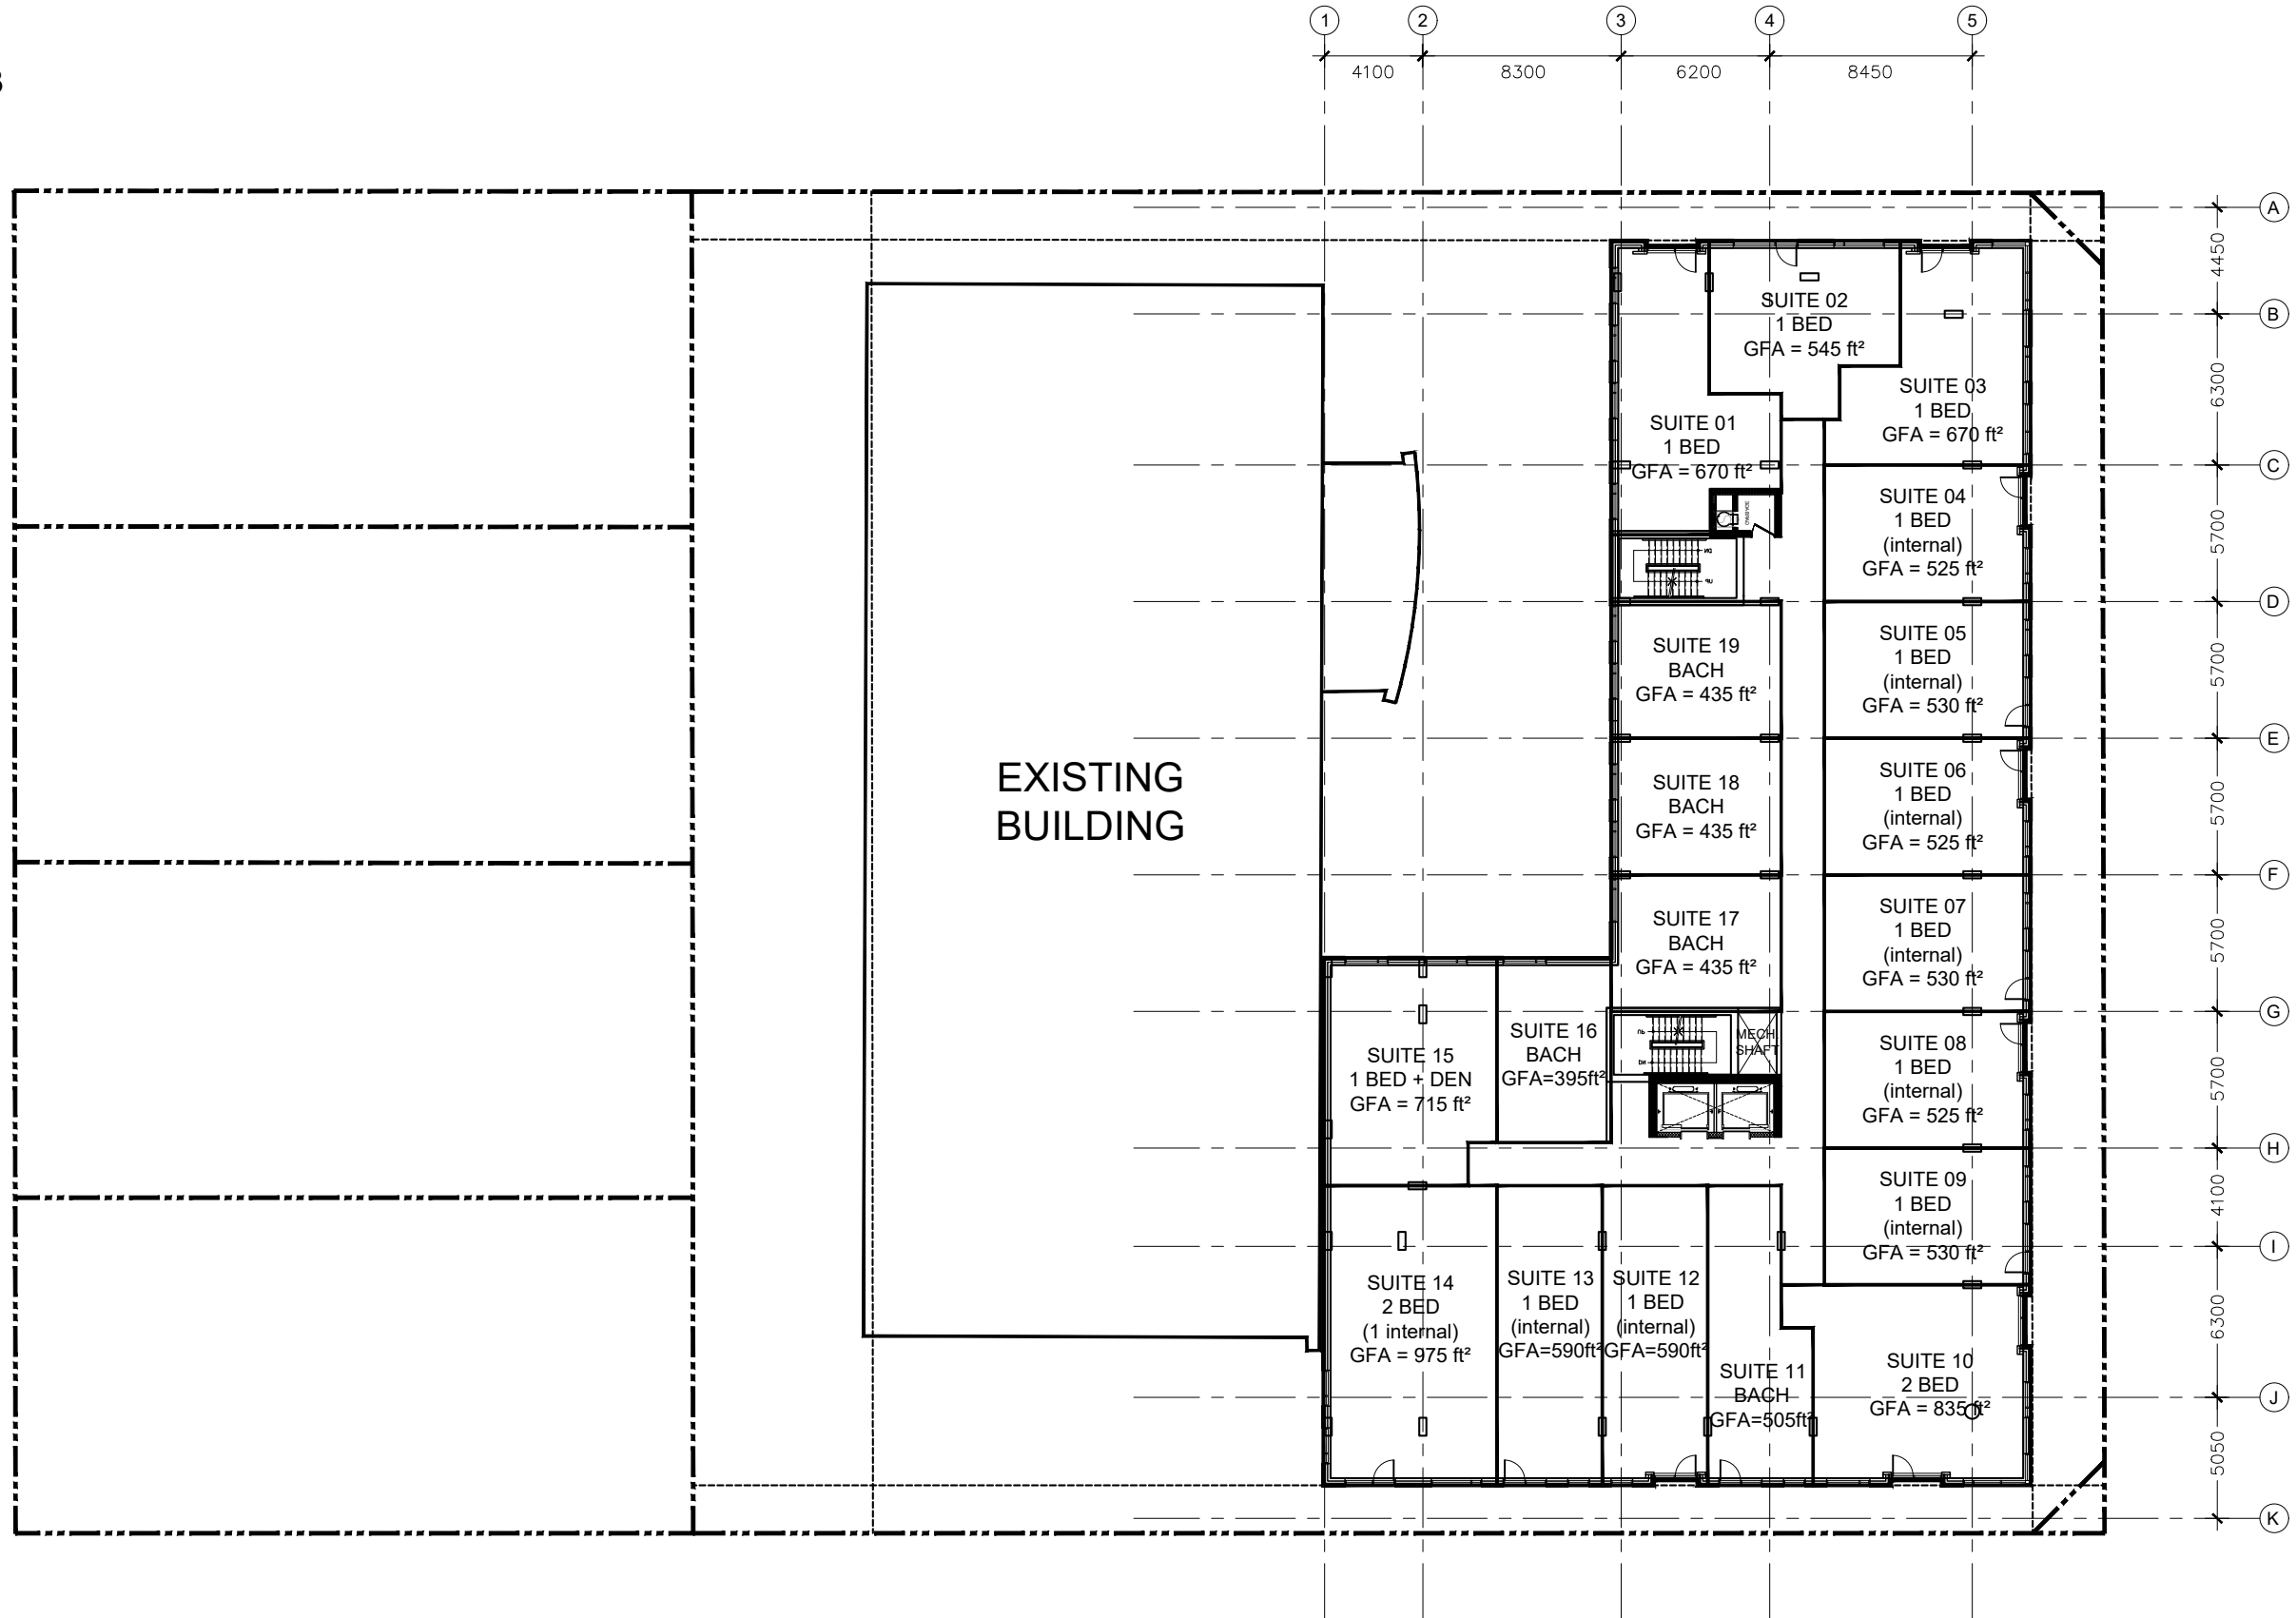 1
2
3
4
5
4100
8300
6200
8450
A
4450
B
6300
C
5700
D
5700
E
5700
F
5700
G
5700
H
4100
I
6300
J
5050
K
EXISTING
BUILDING
SUITE 01
1 BED
GFA = 670 ft²
SUITE 02
1 BED
GFA = 545 ft²
SUITE 03
1 BED
GFA = 670 ft²
SUITE 04
1 BED
(internal)
GFA = 525 ft²
SUITE 05
1 BED
(internal)
GFA = 530 ft²
SUITE 06
1 BED
(internal)
GFA = 525 ft²
SUITE 07
1 BED
(internal)
GFA = 530 ft²
SUITE 08
1 BED
(internal)
GFA = 525 ft²
SUITE 09
1 BED
(internal)
GFA = 530 ft²
SUITE 10
2 BED
GFA = 835 ft²
SUITE 11
BACH
GFA=505ft²
SUITE 12
1 BED
(internal)
GFA=590ft²
SUITE 13
1 BED
(internal)
GFA=590ft²
SUITE 14
2 BED
(1 internal)
GFA = 975 ft²
SUITE 15
1 BED + DEN
GFA = 715 ft²
SUITE 16
BACH
GFA=395ft²
SUITE 17
BACH
GFA = 435 ft²
SUITE 18
BACH
GFA = 435 ft²
SUITE 19
BACH
GFA = 435 ft²
DN
UP
UP
DN
MECH
SHAFT